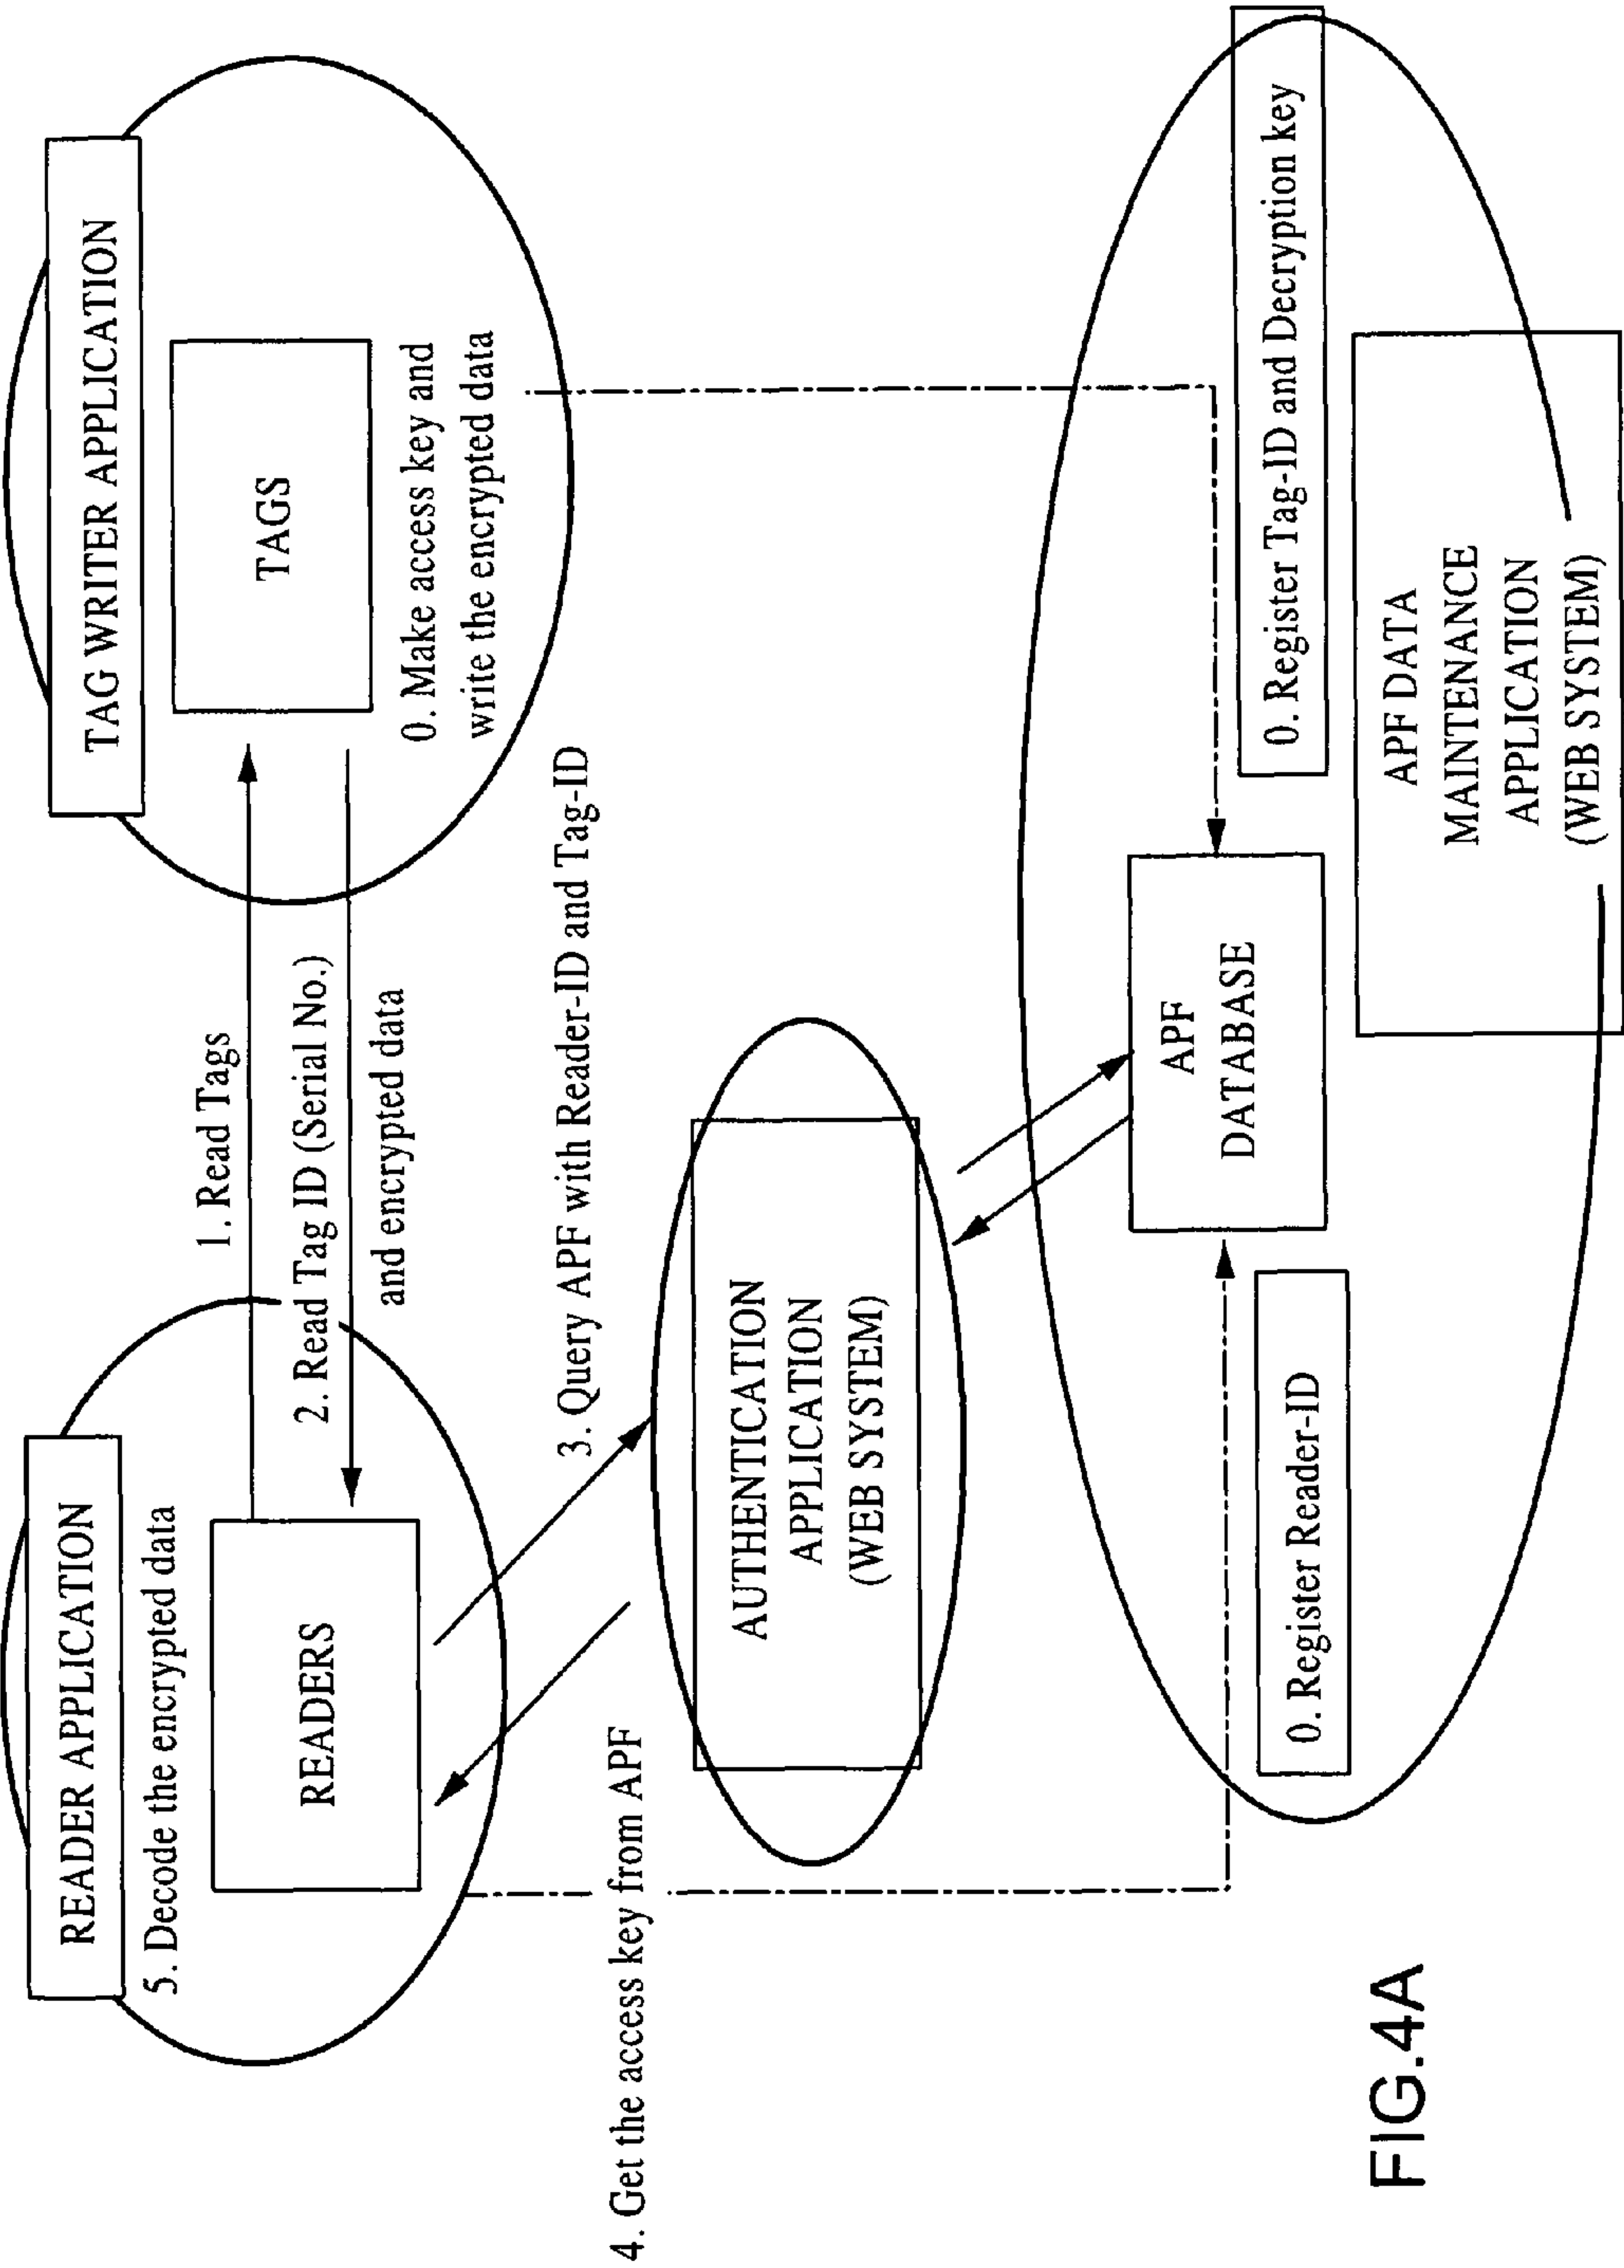 READER APPLICATION
5. Decode the encrypted data
READERS
1. Read Tags
2. Read Tag ID (Serial No.)
and encrypted data
TAG WRITER APPLICATION
TAGS
0. Make access key and
write the encrypted data
3. Query APF with Reader-ID and Tag-ID
4. Get the access key from APF
AUTHENTICATION
APPLICATION
(WEB SYSTEM)
APF
DATABASE
0. Register Reader-ID
0. Register Tag-ID and Decryption key
APF DATA
MAINTENANCE
APPLICATION
(WEB SYSTEM)
FIG.4A